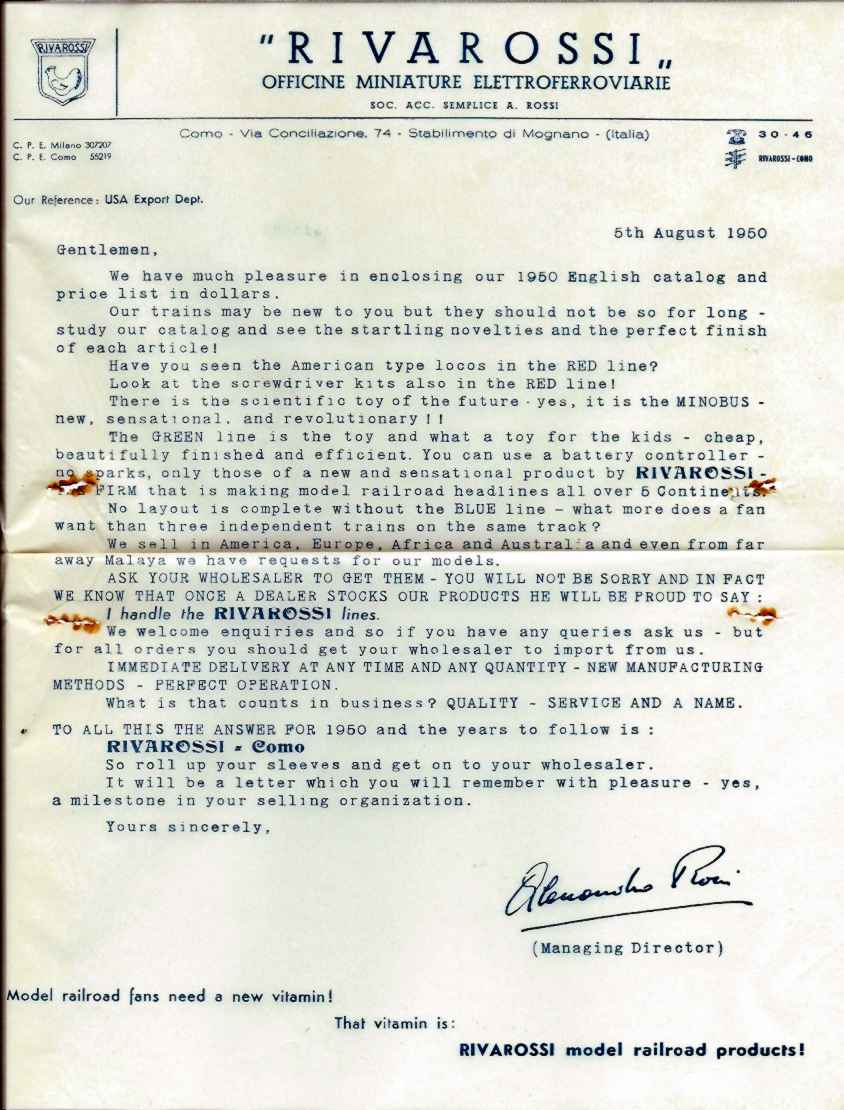 RIVAROSSI
"RIVAROSSI„
OFFICINE MINIATURE ELETTROFERROVIARIE
SOC. ACC. SEMPLICE A. ROSSI
C. P. E. Milano 307207
C. P. E. Como 55219
Como - Via Conciliazione, 74 - Stabilimento di Mognano - (Italia)
30-46
RIVAROSSI-COMO
Our Reference: USA Export Dept.
5th August 1950
Gentlemen,
We have much pleasure in enclosing our 1950 English catalog and
price list in dollars.
Our trains may be new to you but they should not be so for long -
study our catalog and see the startling novelties and the perfect finish
of each article!
Have you seen the American type locos in the RED line?
Look at the screwdriver kits also in the RED line!
There is the scientific toy of the future - yes, it is the MINOBUS -
new, sensational, and revolutionary!!
The GREEN line is the toy and what a toy for the kids - cheap,
beautifully finished and efficient. You can use a battery controller -
no sparks, only those of a new and sensational product by RIVAROSSI -
FIRM that is making model railroad headlines all over 5 Continents.
No layout is complete without the BLUE line - what more does a fan
want than three independent trains on the same track?
We sell in America, Europe, Africa and Australia and even from far
away Malaya we have requests for our models.
ASK YOUR WHOLESALER TO GET THEM - YOU WILL NOT BE SORRY AND IN FACT
WE KNOW THAT ONCE A DEALER STOCKS OUR PRODUCTS HE WILL BE PROUD TO SAY :
I handle the RIVAROSSI lines.
We welcome enquiries and so if you have any queries ask us - but
for all orders you should get your wholesaler to import from us.
IMMEDIATE DELIVERY AT ANY TIME AND ANY QUANTITY - NEW MANUFACTURING
METHODS - PERFECT OPERATION.
What is that counts in business? QUALITY - SERVICE AND A NAME.
TO ALL THIS THE ANSWER FOR 1950 and the years to follow is :
RIVAROSSI - Como
So roll up your sleeves and get on to your wholesaler.
It will be a letter which you will remember with pleasure - yes,
a milestone in your selling organization.
Yours sincerely,
Alessandro Rossi
(Managing Director)
Model railroad fans need a new vitamin!
That vitamin is:
RIVAROSSI model railroad products!